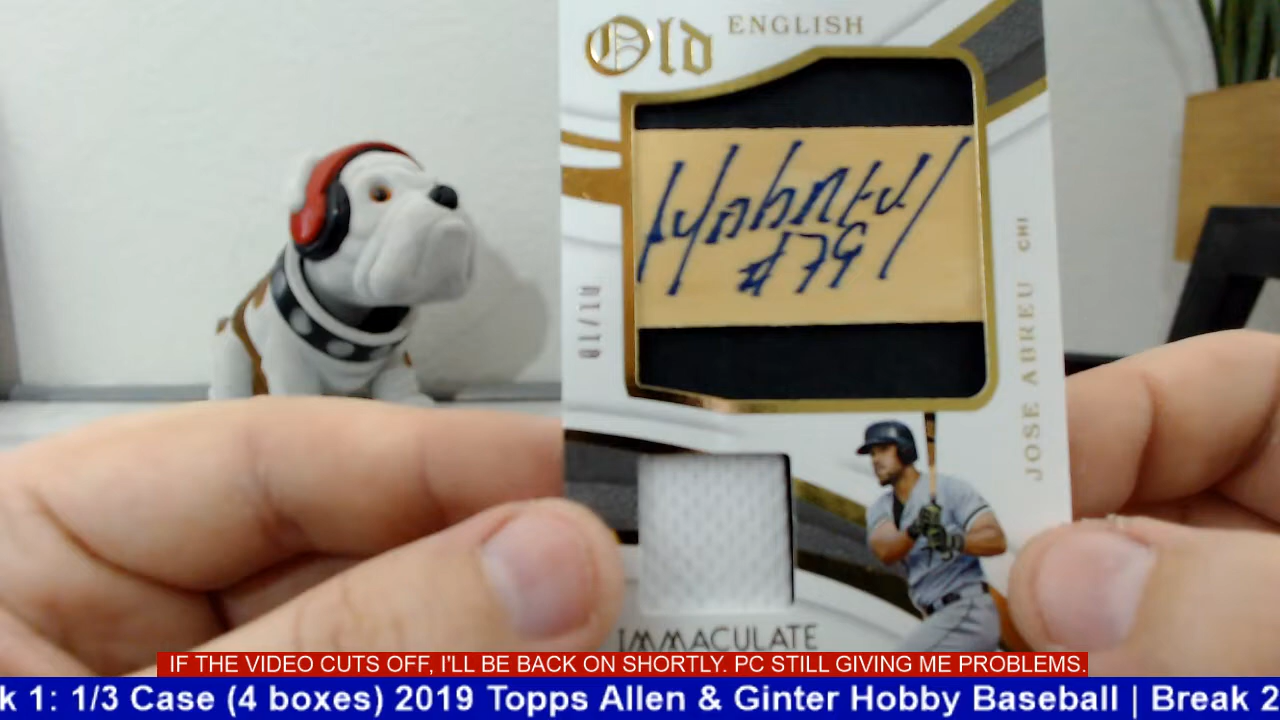 Old ENGLISH
#79
01/10
JOSE ABREU CHI
IMMACULATE
IF THE VIDEO CUTS OFF, I'LL BE BACK ON SHORTLY. PC STILL GIVING ME PROBLEMS.
k 1: 1/3 Case (4 boxes) 2019 Topps Allen & Ginter Hobby Baseball | Break 2